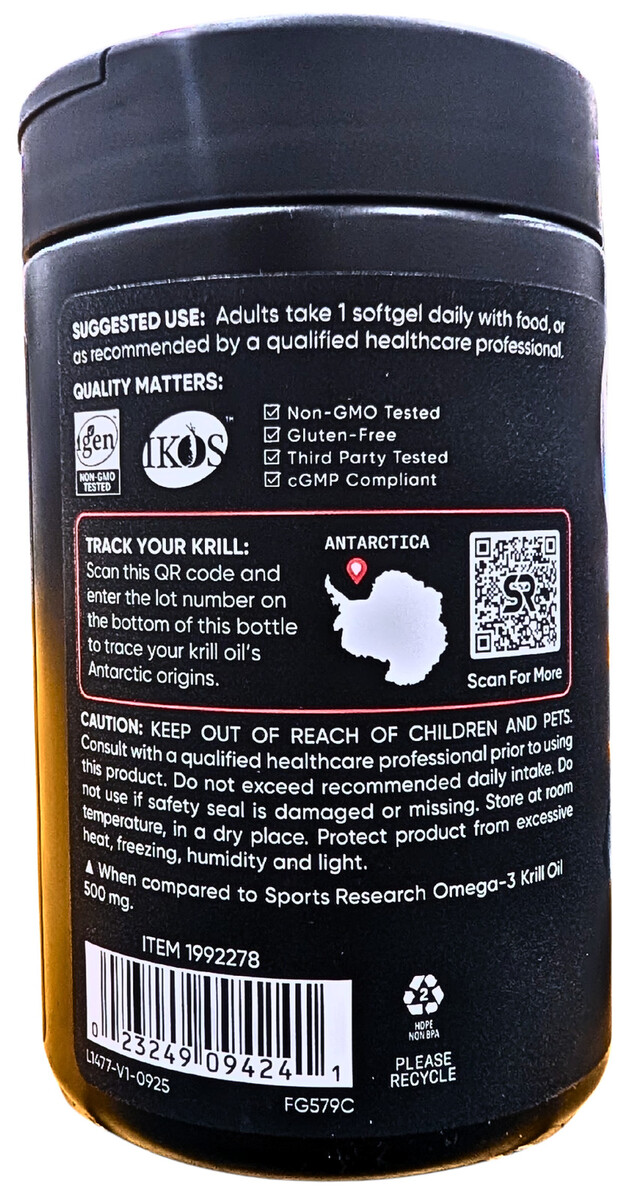 SUGGESTED USE: Adults take 1 softgel daily with food, or
as recommended by a qualified healthcare professional.
QUALITY MATTERS:
igen
NON-GMO
TESTED
IKOS™
☑ Non-GMO Tested
☑ Gluten-Free
☑ Third Party Tested
☑ cGMP Compliant
TRACK YOUR KRILL:
Scan this QR code and
enter the lot number on
the bottom of this bottle
to trace your krill oil's
Antarctic origins.
ANTARCTICA
SR
Scan For More
CAUTION: KEEP OUT OF REACH OF CHILDREN AND PETS.
Consult with a qualified healthcare professional prior to using
this product. Do not exceed recommended daily intake. Do
not use if safety seal is damaged or missing. Store at room
temperature, in a dry place. Protect product from excessive
heat, freezing, humidity and light.
▲ When compared to Sports Research Omega-3 Krill Oil
500 mg.
ITEM 1992278
0 23249 09424 1
L1477-V1-0925
FG579C
2
HDPE
NON BPA
PLEASE
RECYCLE